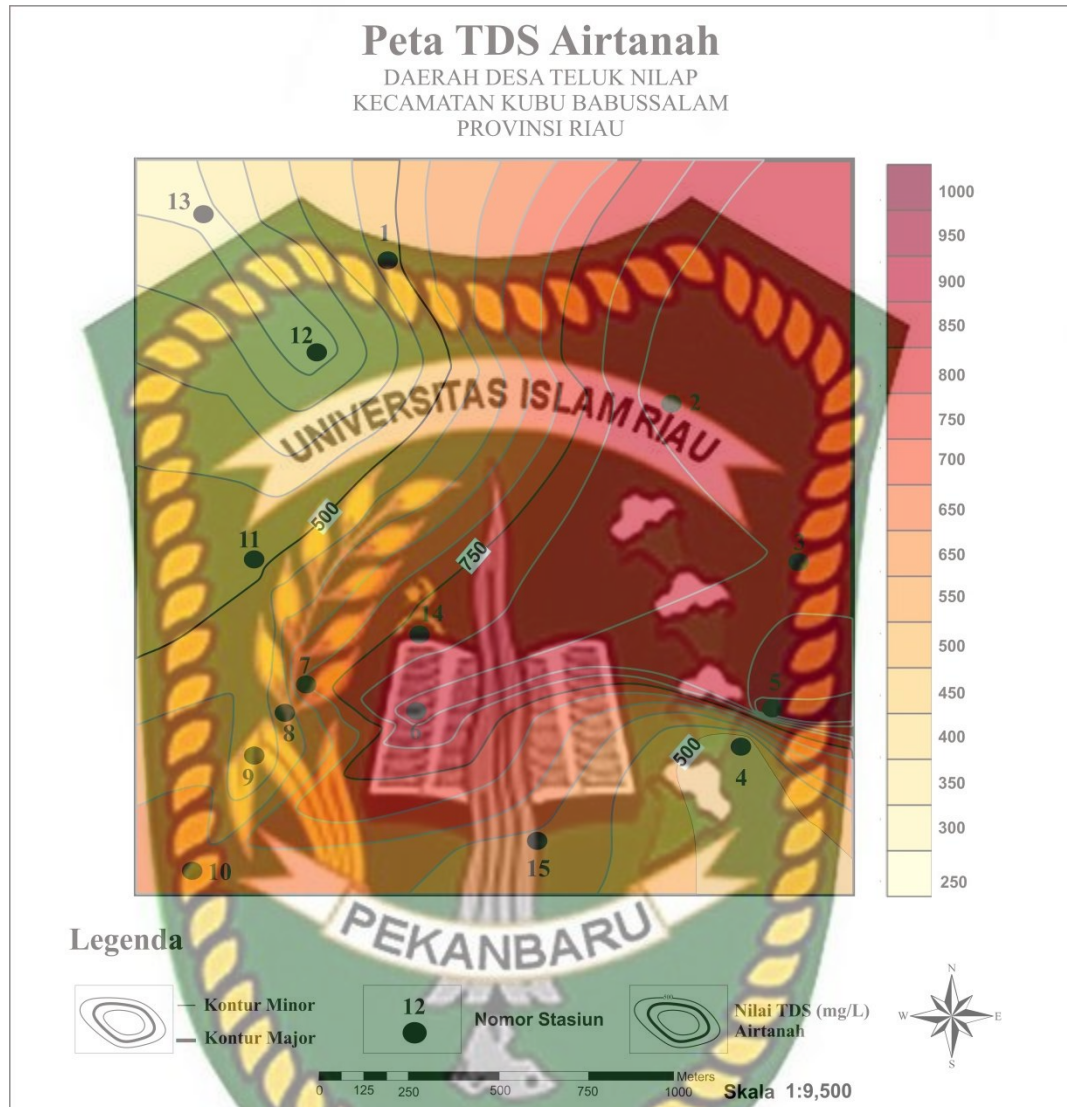 Peta TDS Airtanah
DAERAH DESA TELUK NILAP
KECAMATAN KUBU BABUSSALAM
PROVINSI RIAU
13
1
12
UNIVERSITAS ISLAM RIAU
2
500
11
750
3
14
7
5
8
6
500
4
9
15
10
PEKANBARU
1000
950
900
850
800
750
700
650
650
550
500
450
400
350
300
250
Legenda
Kontur Minor
Kontur Major
12
Nomor Stasiun
Nilai TDS (mg/L)
Airtanah
N
W
E
S
0
125
250
500
750
1000
Meters
Skala 1:9,500